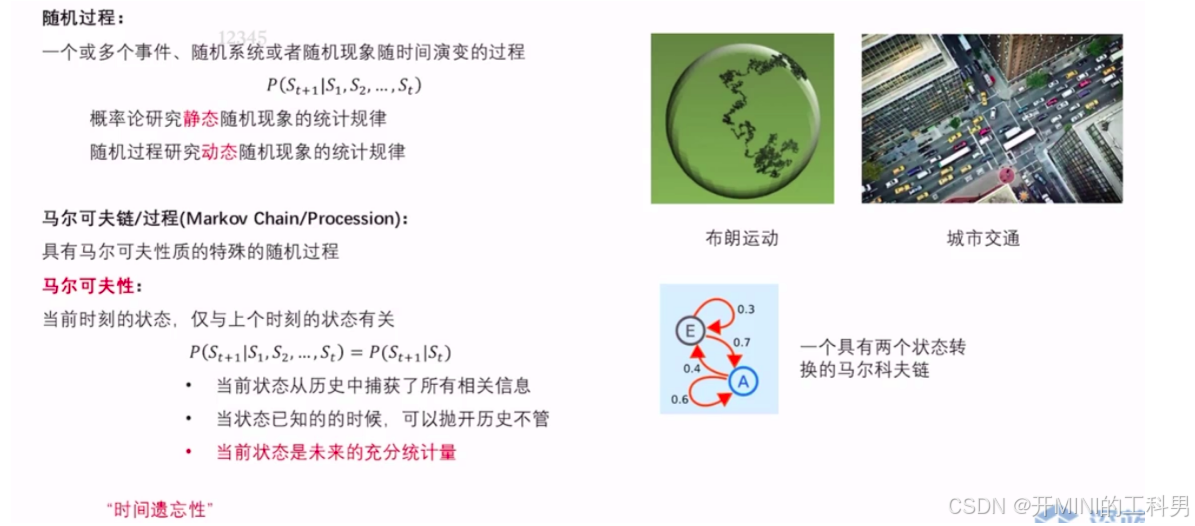 随机过程：
12345
一个或多个事件、随机系统或者随机现象随时间演变的过程
P(S_{t+1}|S_1, S_2, ..., S_t)
概率论研究静态随机现象的统计规律
随机过程研究动态随机现象的统计规律
布朗运动
城市交通
马尔可夫链/过程(Markov Chain/Procession)：
具有马尔可夫性质的特殊的随机过程
马尔可夫性：
当前时刻的状态，仅与上个时刻的状态有关
P(S_{t+1}|S_1, S_2, ..., S_t) = P(S_{t+1}|S_t)
• 当前状态从历史中捕获了所有相关信息
• 当状态已知的的时候，可以抛开历史不管
• 当前状态是未来的充分统计量
“时间遗忘性”
0.3
E
0.7
0.4
A
0.6
一个具有两个状态转
换的马尔科夫链
CSDN @开MINI的工科男